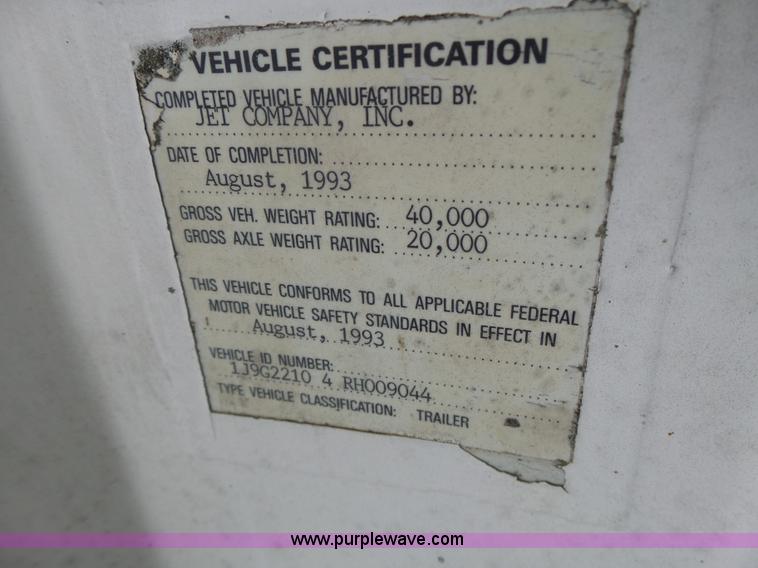 VEHICLE CERTIFICATION
COMPLETED VEHICLE MANUFACTURED BY:
JET COMPANY, INC.
DATE OF COMPLETION:
August, 1993
GROSS VEH. WEIGHT RATING: 40,000
GROSS AXLE WEIGHT RATING: 20,000
THIS VEHICLE CONFORMS TO ALL APPLICABLE FEDERAL
MOTOR VEHICLE SAFETY STANDARDS IN EFFECT IN
August, 1993
VEHICLE ID NUMBER:
1J9G2210 4 RH009044
TYPE VEHICLE CLASSIFICATION: TRAILER
www.purplewave.com